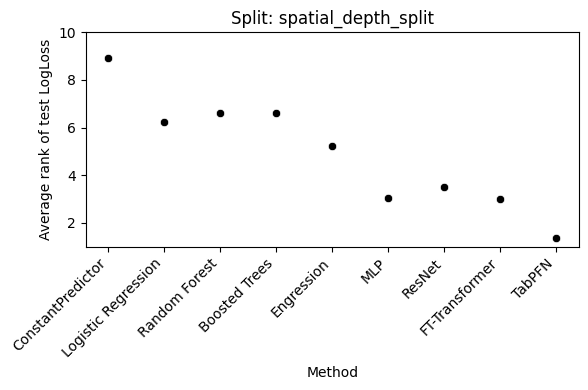 Split: spatial_depth_split
Average rank of test LogLoss
10
8
6
4
2
ConstantPredictor
Logistic Regression
Random Forest
Boosted Trees
Engression
MLP
ResNet
FT-Transformer
TabPFN
Method